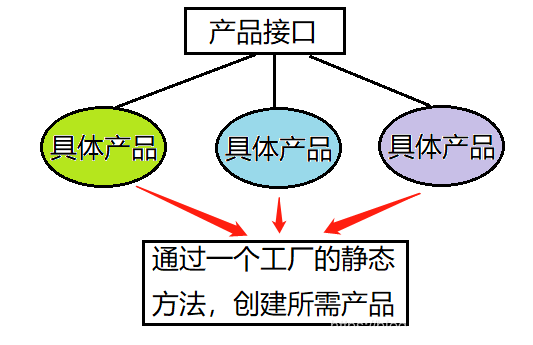 产品接口
具体产品 具体产品 具体产品
通过一个工厂的静态
方法，创建所需产品